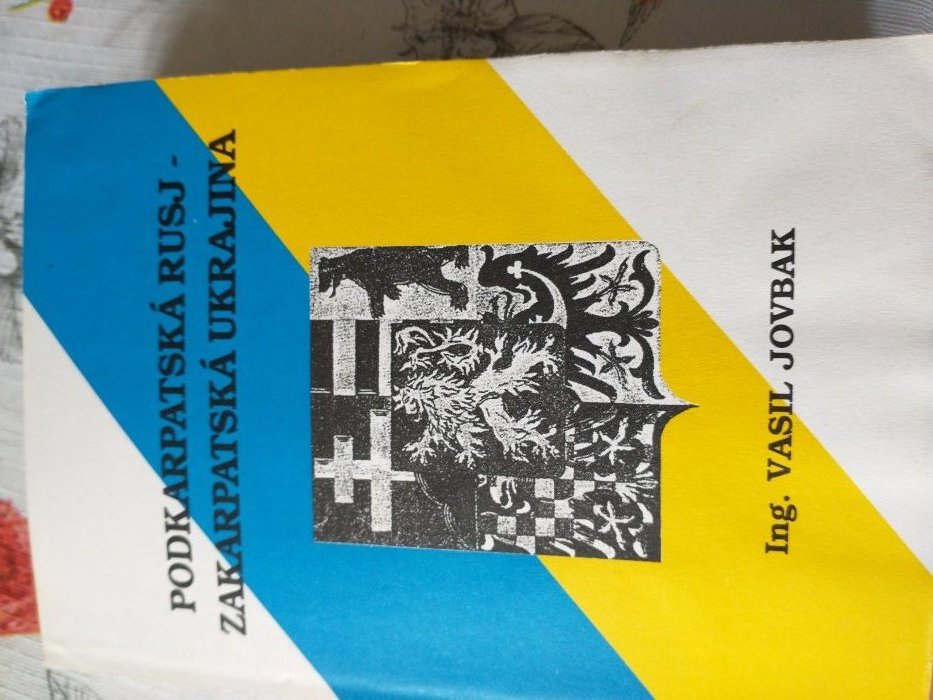 PODKARPATSKÁ RUSJ -
ZAKARPATSKÁ UKRAJINA
Ing. VASIL JOVBAK